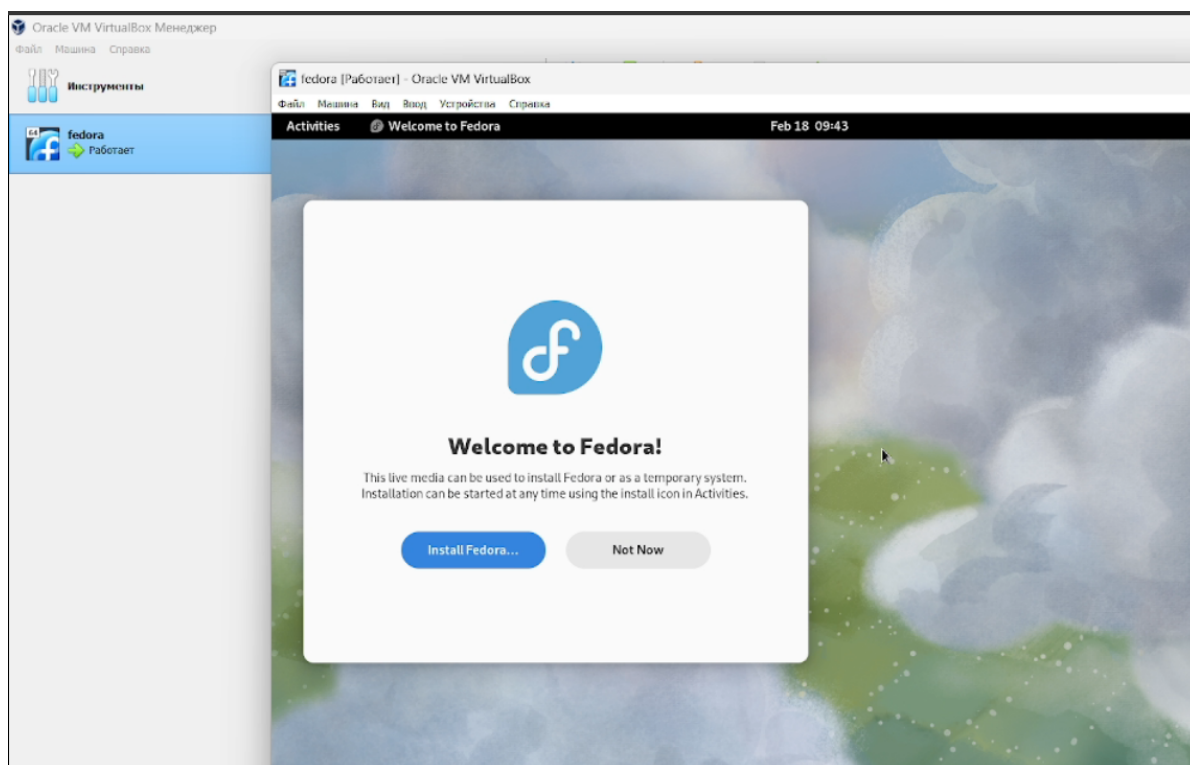 Oracle VM VirtualBox Менеджер
Файл Машина Справка
Инструменты
64
fedora
Работает
fedora [Работает] - Oracle VM VirtualBox
Файл Машина Вид Ввод Устройства Справка
Activities Welcome to Fedora Feb 18 09:43
Welcome to Fedora!
This live media can be used to install Fedora or as a temporary system.
Installation can be started at any time using the install icon in Activities.
Install Fedora... Not Now